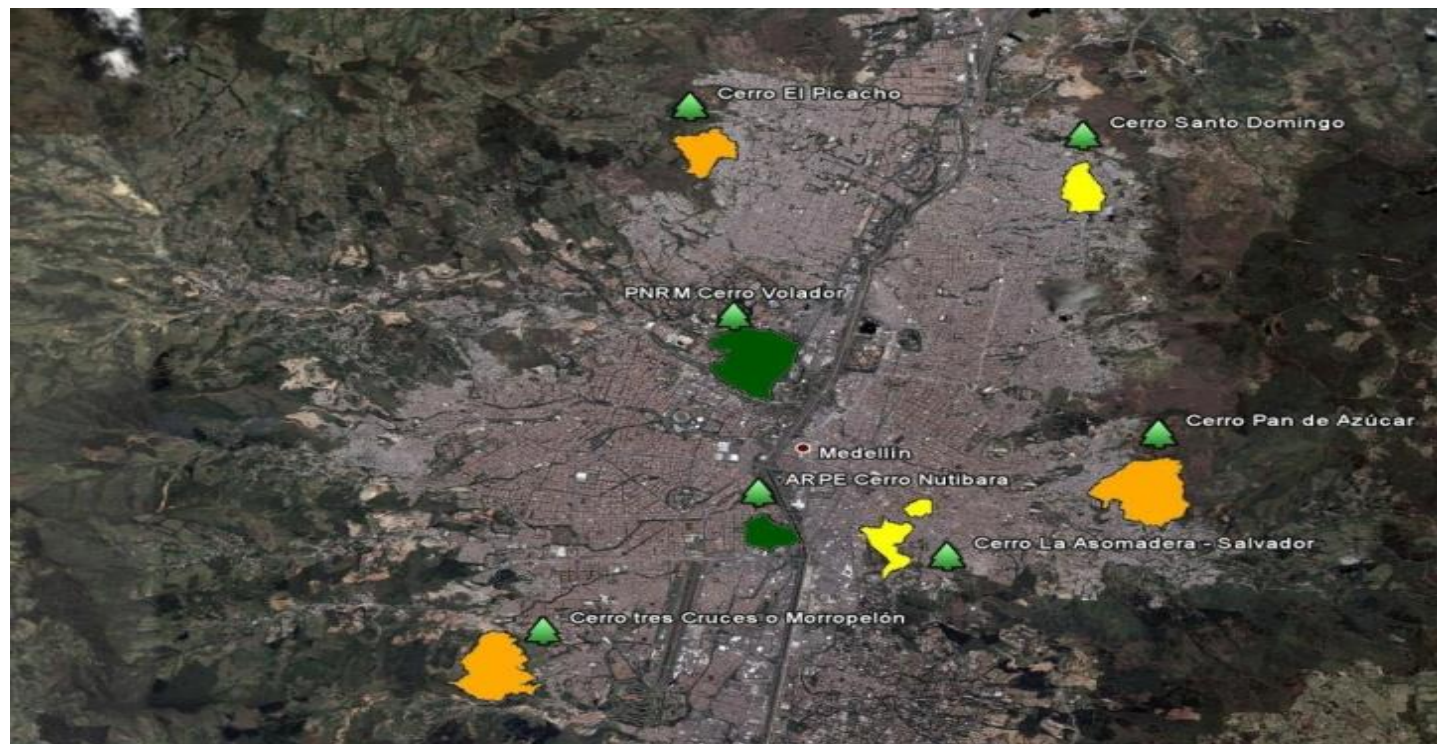 Cerro El Picacho
Cerro Santo Domingo
PNRM Cerro Volador
Cerro Pan de Azúcar
Medellín
ARPE Cerro Nutibara
Cerro La Asomadera - Salvador
Cerro tres Cruces o Morropelón